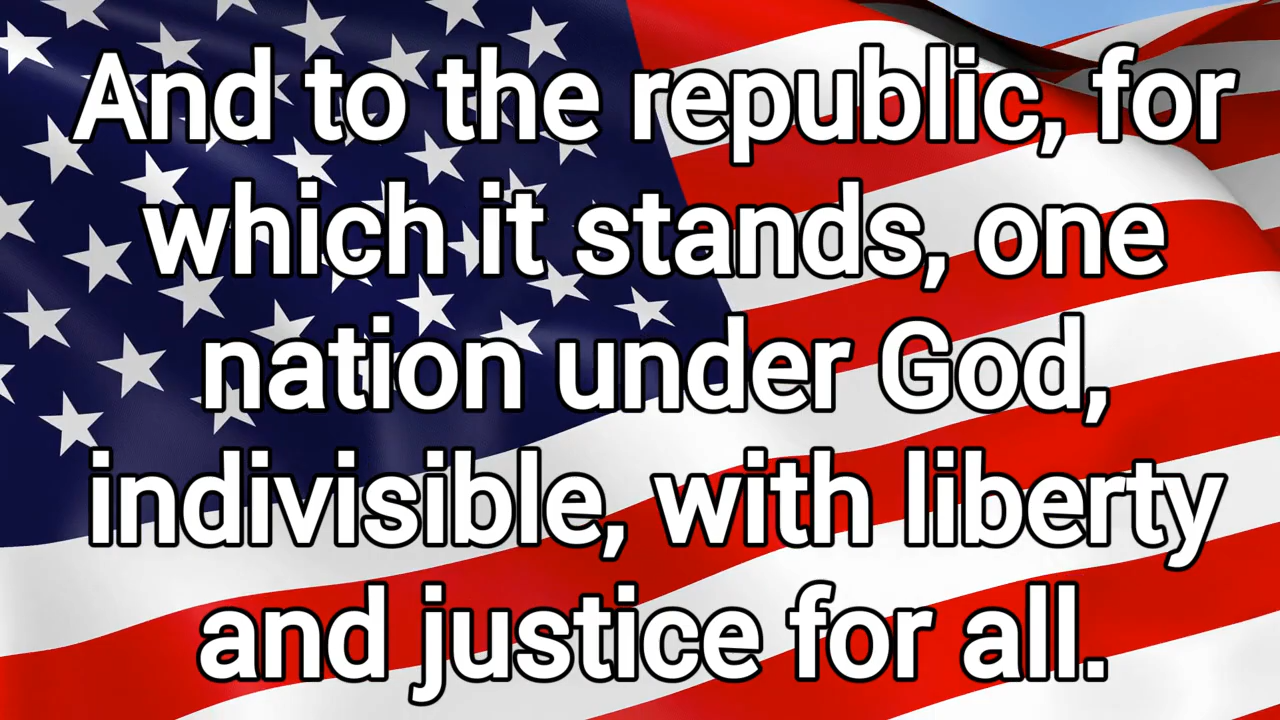 And to the republic, for
which it stands, one
nation under God,
indivisible, with liberty
and justice for all.